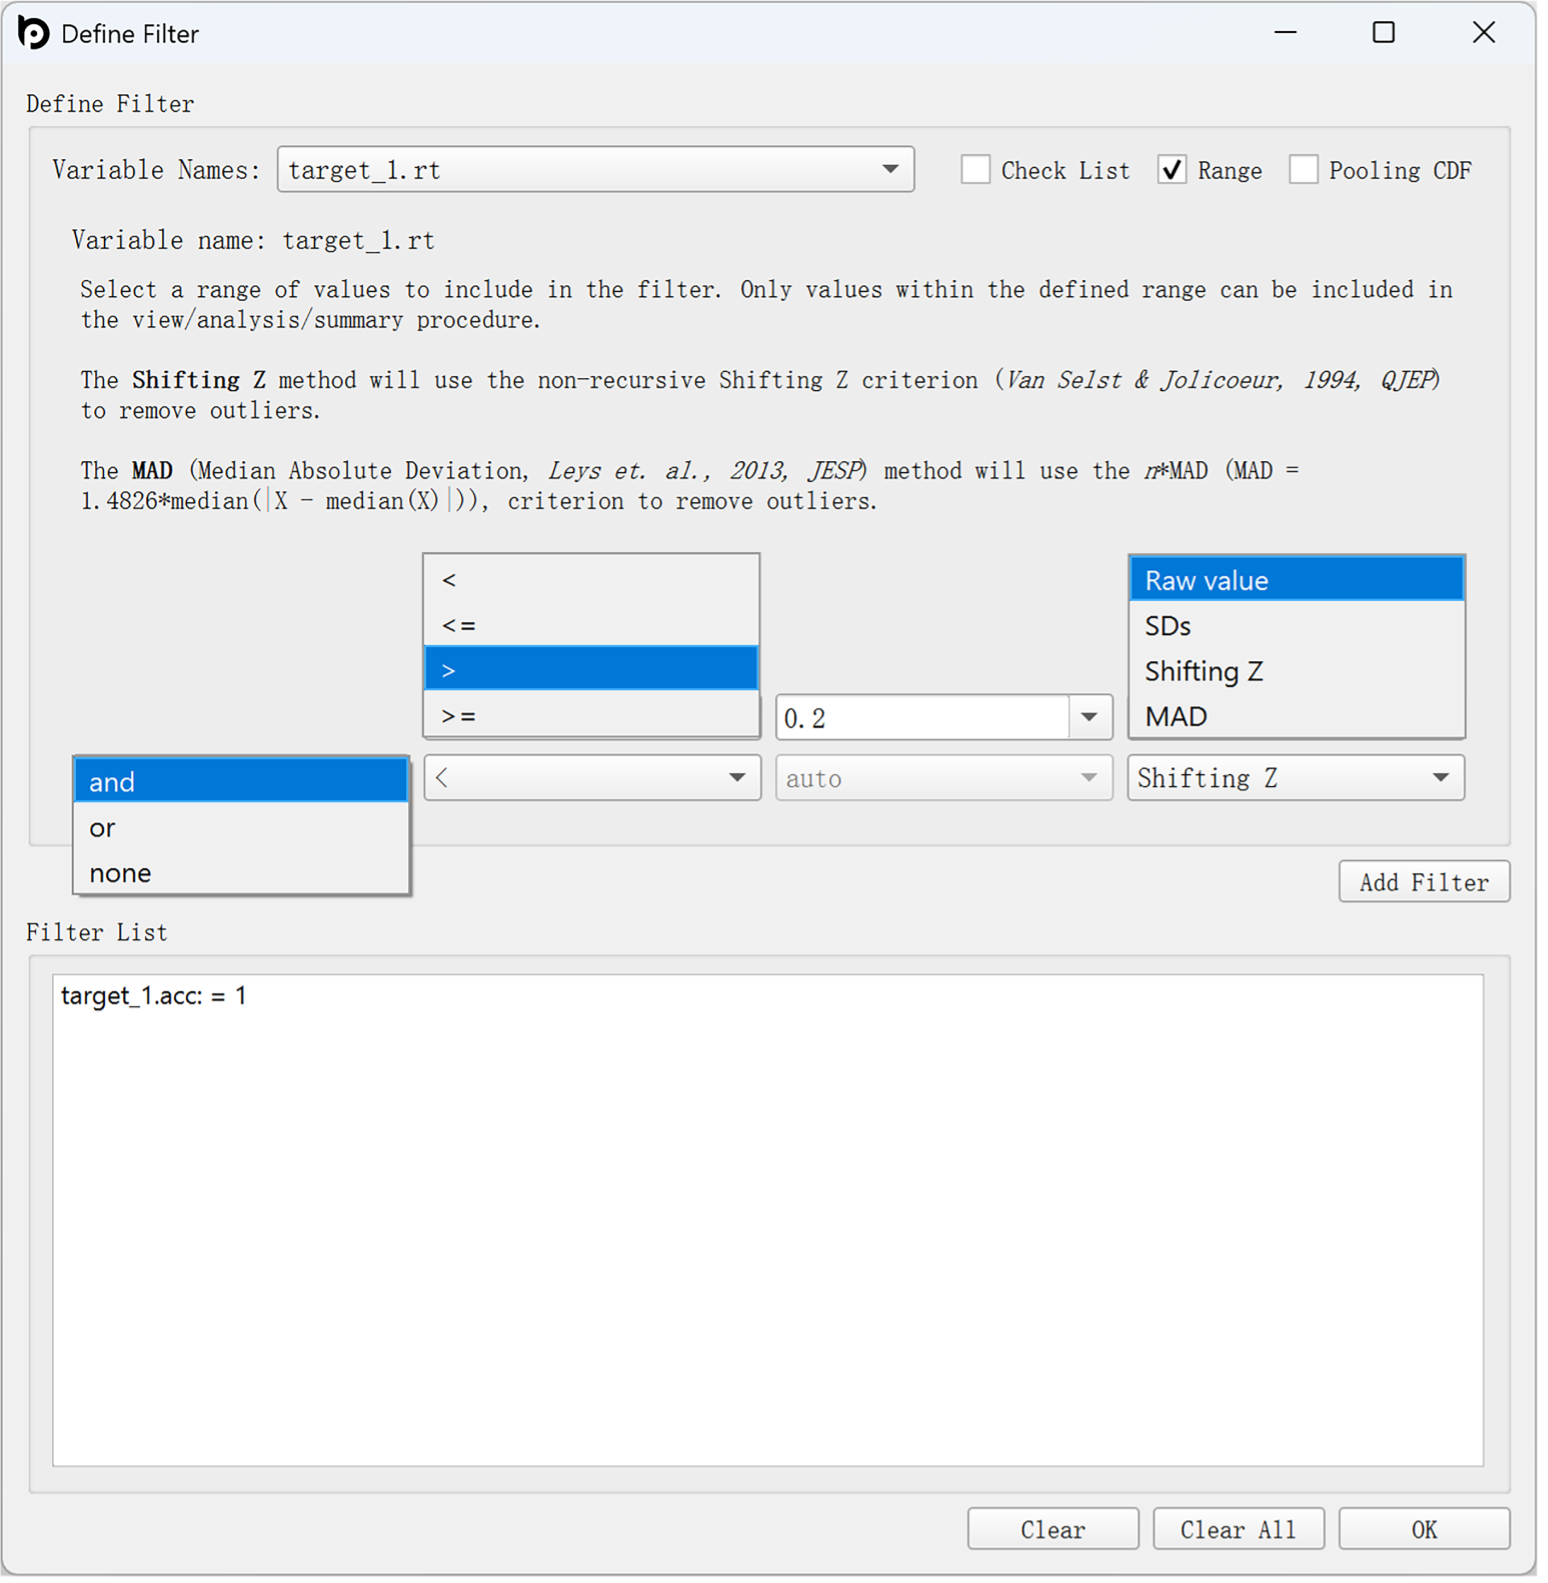 Define Filter
Define Filter
Variable Names: target_1.rt Check List Range Pooling CDF
Variable name: target_1.rt
Select a range of values to include in the filter. Only values within the defined range can be included in
the view/analysis/summary procedure.
The Shifting Z method will use the non-recursive Shifting Z criterion (Van Selst & Jolicoeur, 1994, QJEP)
to remove outliers.
The MAD (Median Absolute Deviation, Leys et. al., 2013, JESP) method will use the n*MAD (MAD =
1.4826*median(|X - median(X)|)), criterion to remove outliers.
<
<=
>
>=
0.2
Raw value
SDs
Shifting Z
MAD
and
or
none
< auto Shifting Z
Add Filter
Filter List
target_1.acc: = 1
Clear Clear All OK